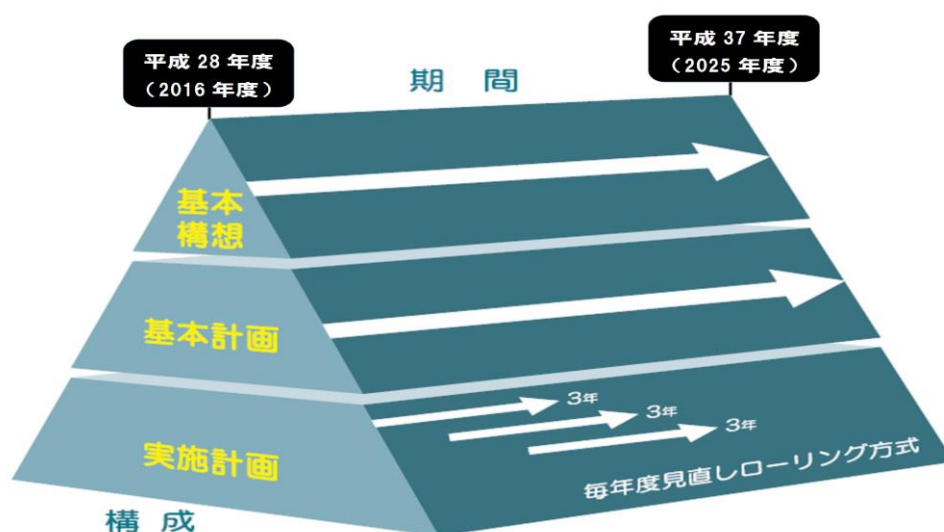 平成 28 年度
（2016 年度）
期 間
平成 37 年度
（2025 年度）
基本
構想
基本計画
3年
3年
3年
実施計画
毎年度見直しローリング方式
構 成